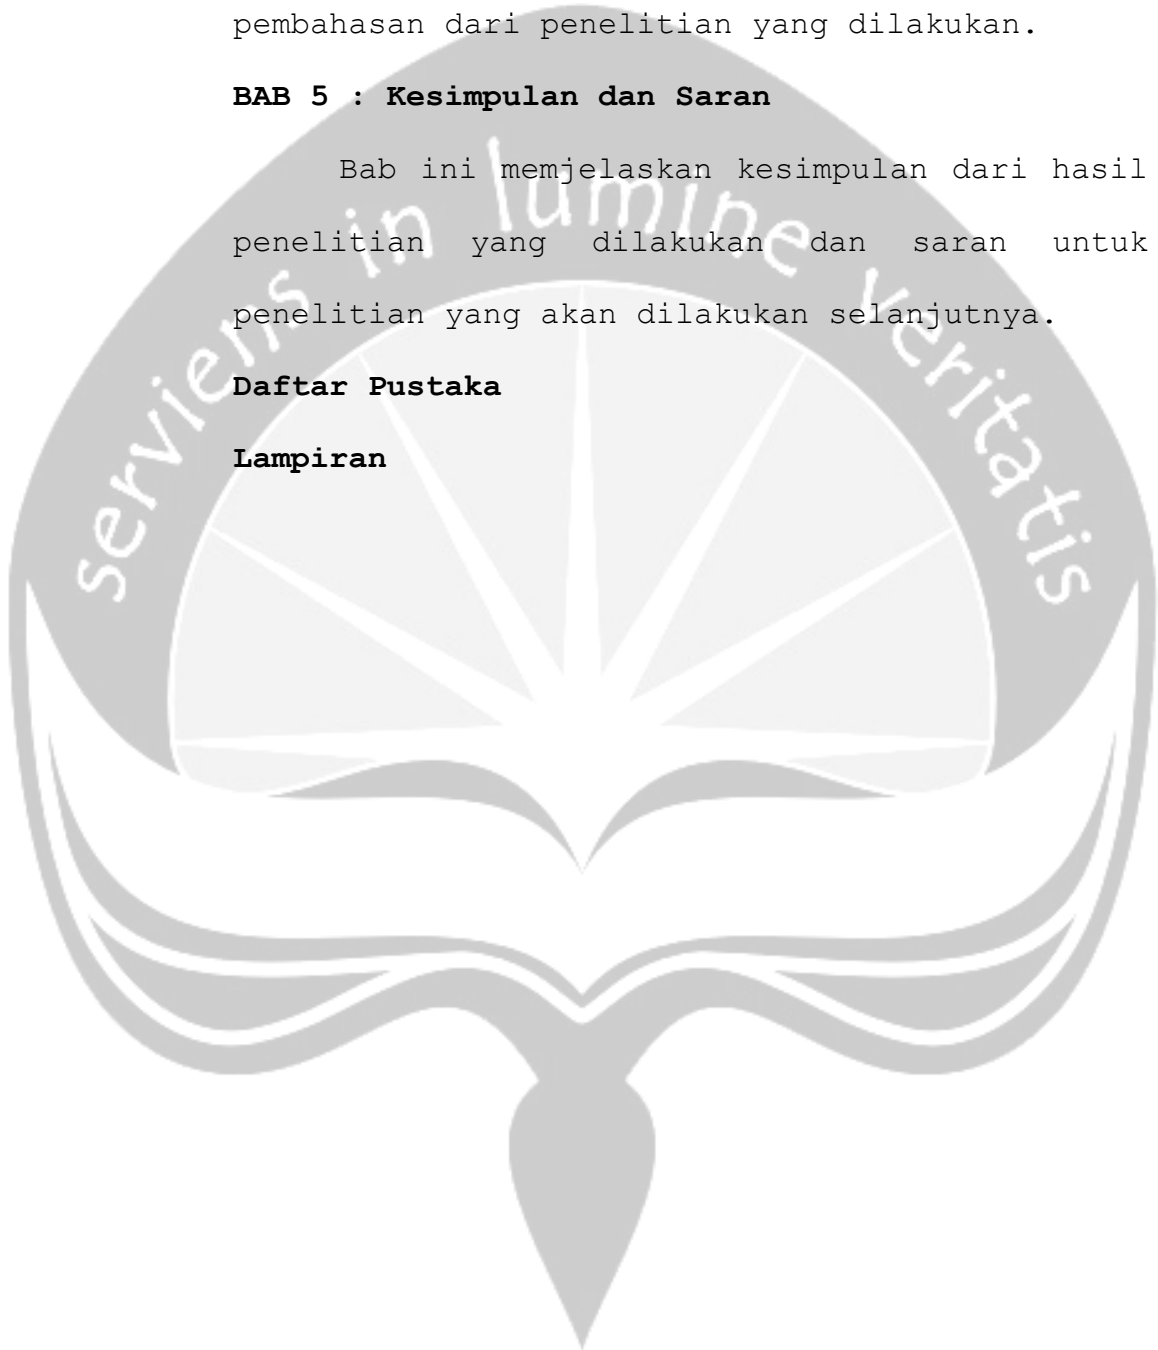 pembahasan dari penelitian yang dilakukan.
BAB 5 : Kesimpulan dan Saran
Bab ini memjelaskan kesimpulan dari hasil
penelitian yang dilakukan dan saran untuk
penelitian yang akan dilakukan selanjutnya.
Daftar Pustaka
Lampiran
serviens in lumine veritatis